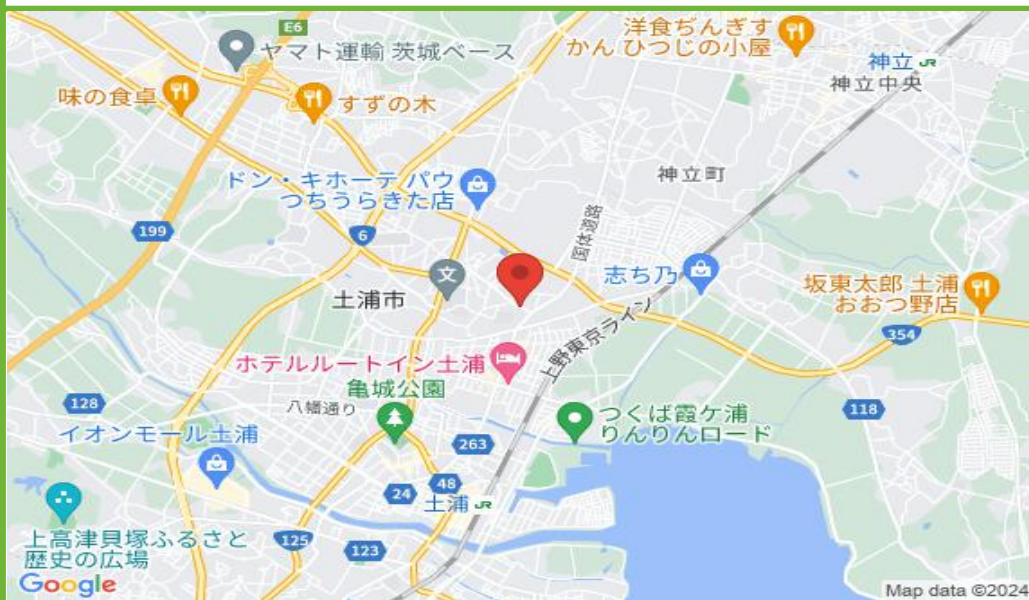 E6
ヤマト運輸 茨城ベース
洋食ぢんぎす
かん ひつじの小屋
神立 JR
神立中央
味の食卓
すずの木
ドン・キホーテ パウ
つちうらきた店
神立町
199
6
国体道路
文
志ち乃
坂東太郎 土浦
おおつ野店
土浦市
上野東京ライン
354
ホテルルートイン土浦
亀城公園
128
八幡通り
118
つくば霞ケ浦
りんりんロード
イオンモール土浦
263
24
48
土浦 JR
上高津貝塚ふるさと
歴史の広場
125
123
Google
Map data ©2024